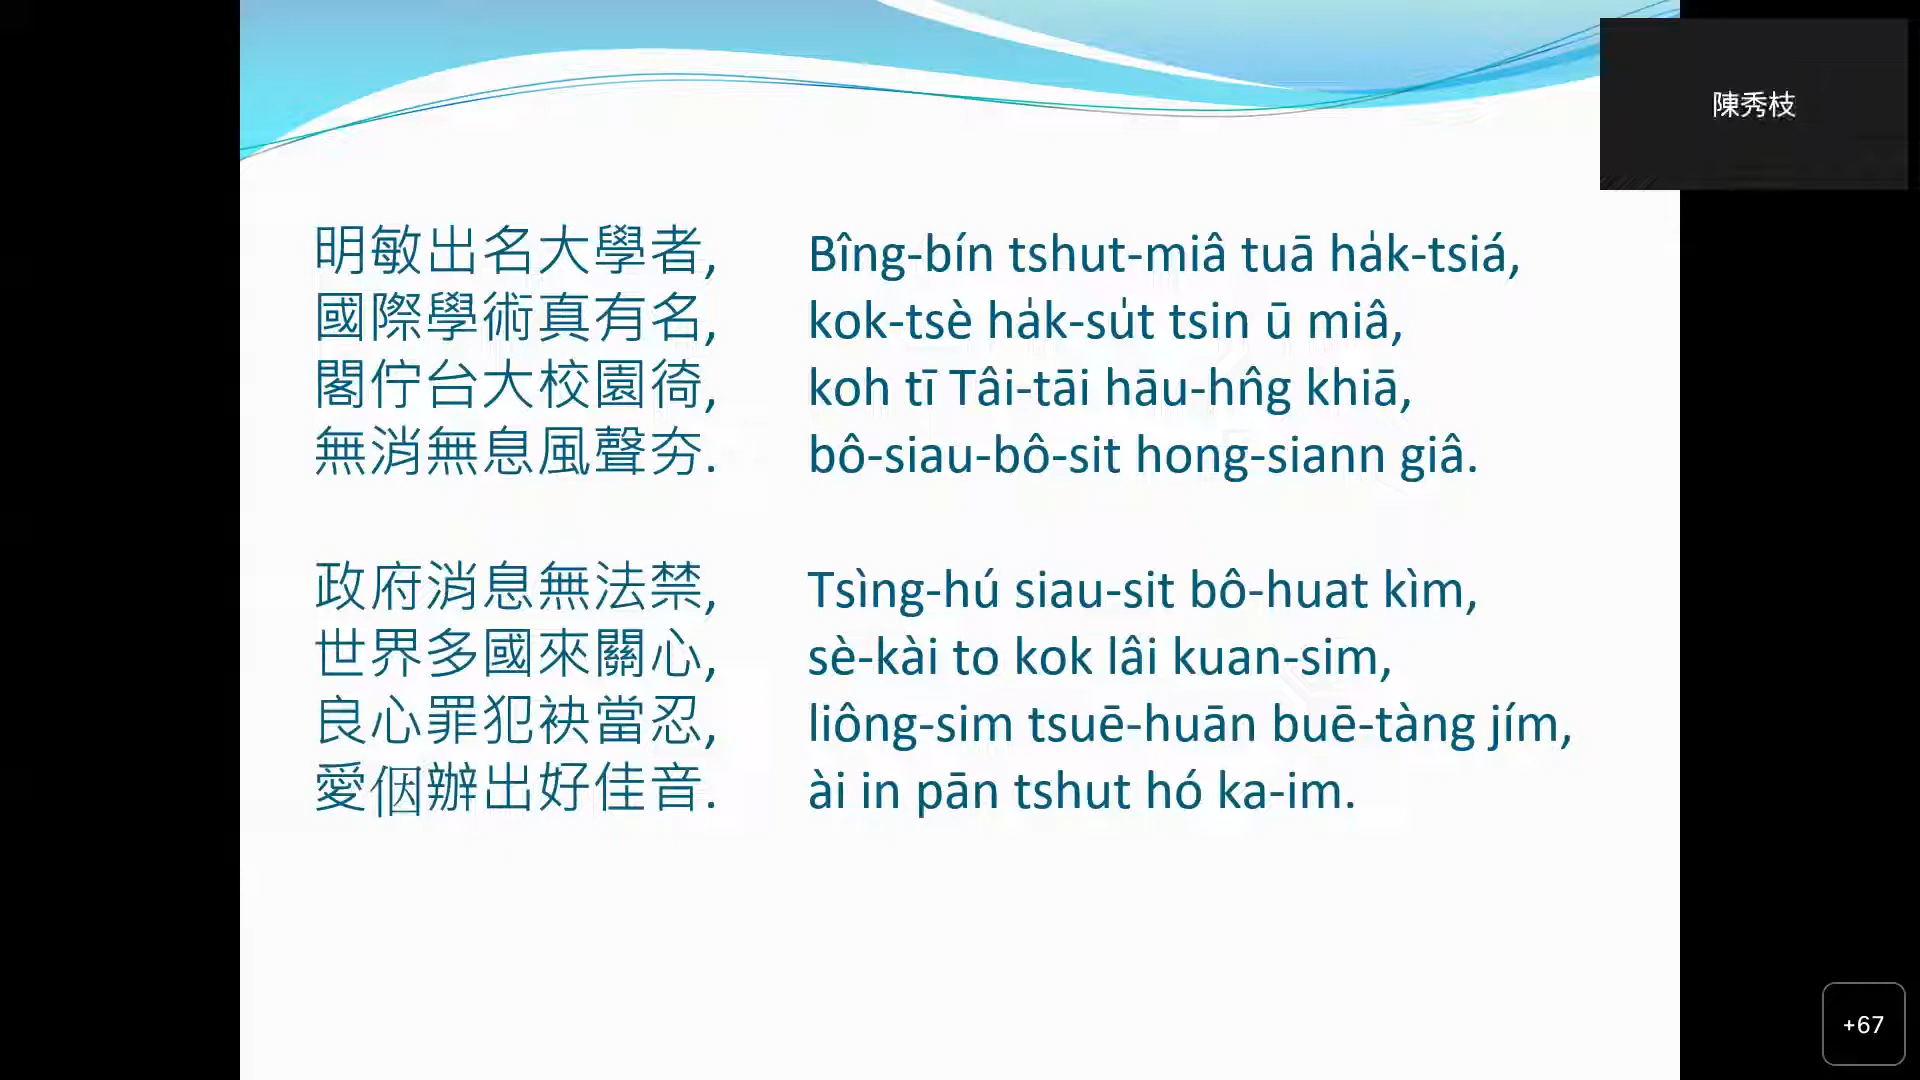 陳秀枝
明敏出名大學者,
國際學術真有名,
閣佇台大校園徛,
無消無息風聲夯.
政府消息無法禁,
世界多國來關心,
良心罪犯袂當忍,
愛𪜶辦出好佳音.
Bîng-bín tshut-miâ tuā ha̍k-tsiá,
kok-tsè ha̍k-su̍t tsin ū miâ,
koh tī Tâi-tāi hāu-hn̂g khiā,
bô-siau-bô-sit hong-siann giâ.
Tsìng-hú siau-sit bô-huat kìm,
sè-kài to kok lâi kuan-sim,
liông-sim tsuē-huān buē-tàng jím,
ài in pān tshut hó ka-im.
+67